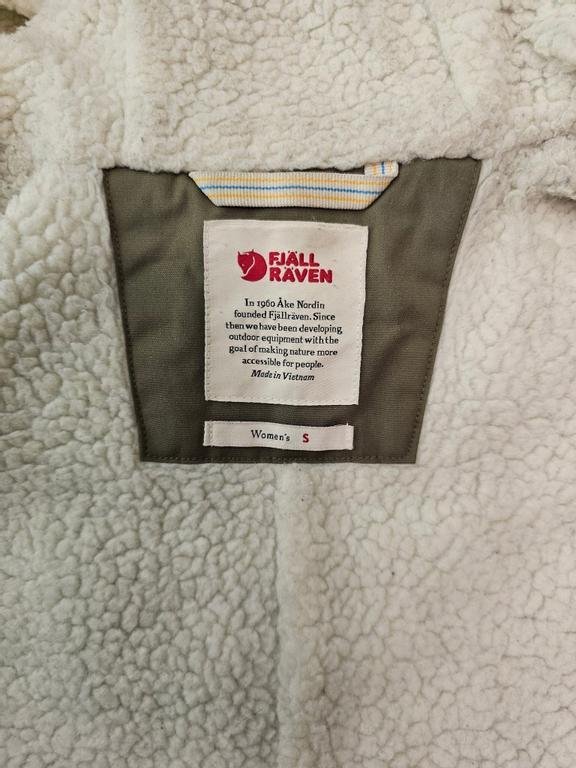 FJÄLL
RÄVEN
In 1960 Åke Nordin
founded Fjällräven. Since
then we have been developing
outdoor equipment with the
goal of making nature more
accessible for people.
Made in Vietnam
Women's S